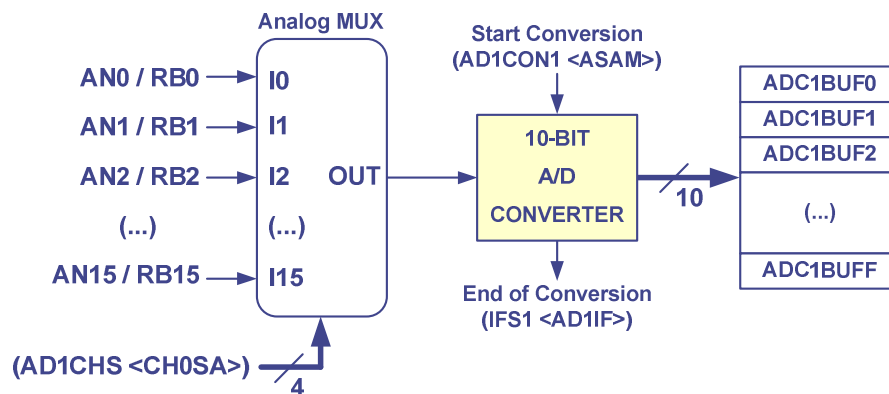 Analog MUX
AN0 / RB0
I0
AN1 / RB1
I1
AN2 / RB2
I2
OUT
(...)
(...)
AN15 / RB15
I15
(AD1CHS <CH0SA>)
4
Start Conversion
(AD1CON1 <ASAM>)
10-BIT
A/D
CONVERTER
10
End of Conversion
(IFS1 <AD1IF>)
ADC1BUF0
ADC1BUF1
ADC1BUF2
(...)
ADC1BUFF